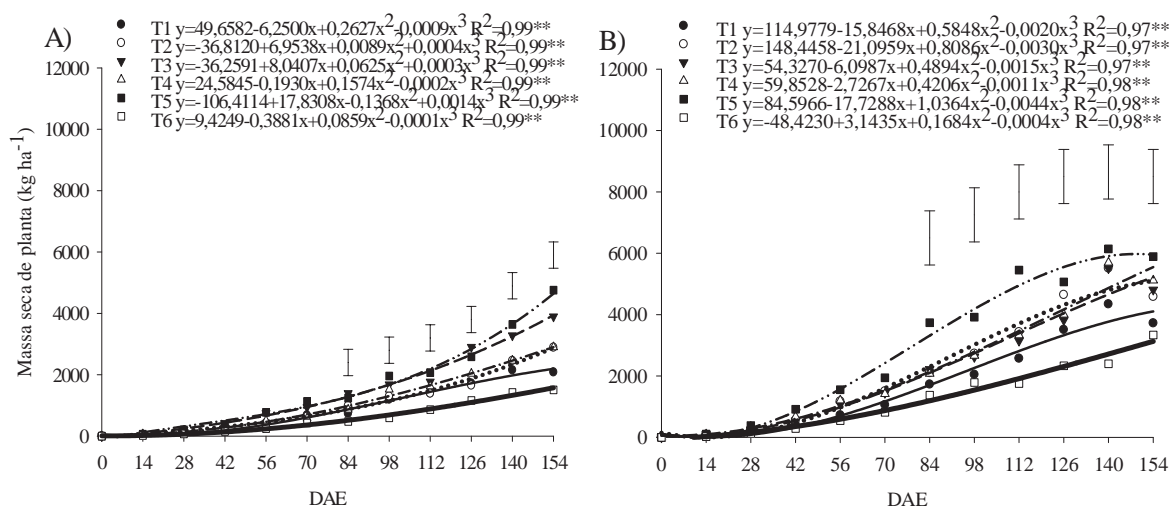 A)
T1 y=49,6582-6,2500x+0,2627x²-0,0009x³ R²=0,99**
T2 y=-36,8120+6,9538x+0,0089x²+0,0004x³ R²=0,99**
T3 y=-36,2591+8,0407x+0,0625x²+0,0003x³ R²=0,99**
T4 y=24,5845-0,1930x+0,1574x²-0,0002x³ R²=0,99**
T5 y=-106,4114+17,8308x-0,1368x²+0,0014x³ R²=0,99**
T6 y=9,4249-0,3881x+0,0859x²-0,0001x³ R²=0,99**
Massa seca de planta (kg ha⁻¹)
12000
10000
8000
6000
4000
2000
0
0 14 28 42 56 70 84 98 112 126 140 154
DAE
B)
T1 y=114,9779-15,8468x+0,5848x²-0,0020x³ R²=0,97**
T2 y=148,4458-21,0959x+0,8086x²-0,0030x³ R²=0,97**
T3 y=54,3270-6,0987x+0,4894x²-0,0015x³ R²=0,97**
T4 y=59,8528-2,7267x+0,4206x²-0,0011x³ R²=0,98**
T5 y=84,5966-17,7288x+1,0364x²-0,0044x³ R²=0,98**
T6 y=-48,4230+3,1435x+0,1684x²-0,0004x³ R²=0,98**
12000
10000
8000
6000
4000
2000
0
0 14 28 42 56 70 84 98 112 126 140 154
DAE